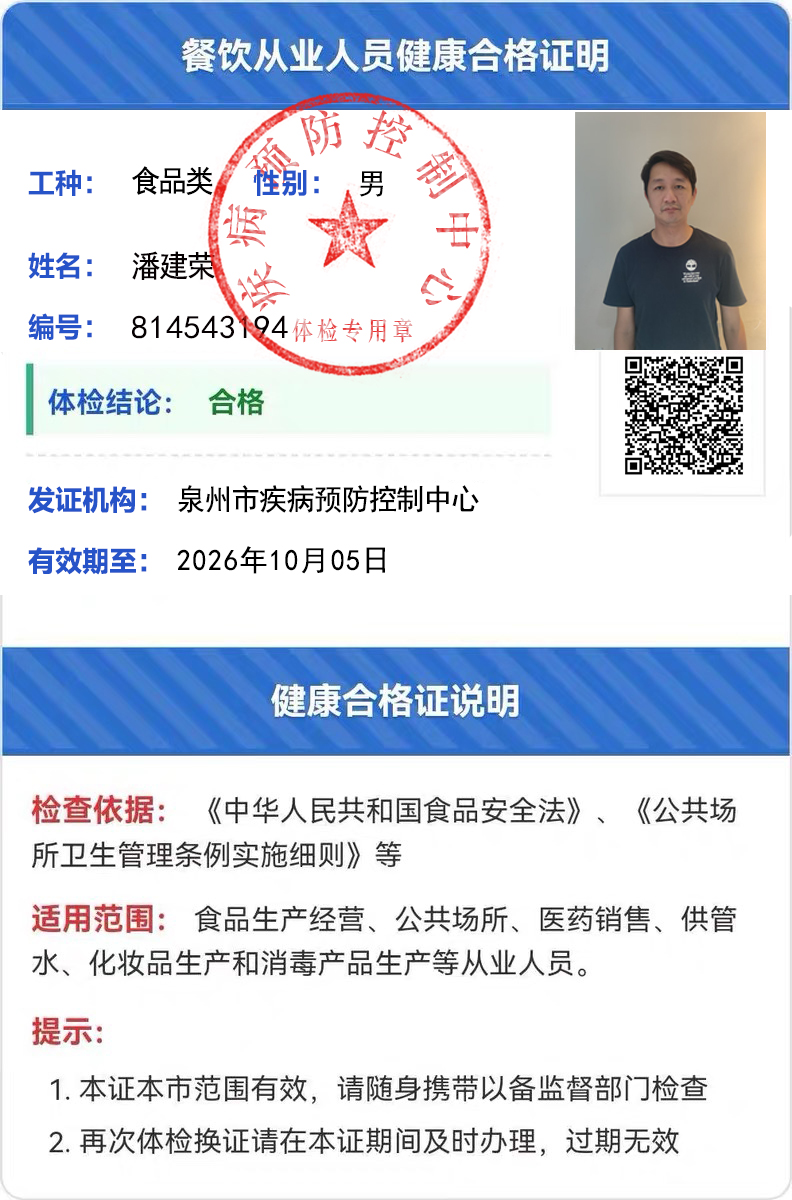 餐饮从业人员健康合格证明
工种： 食品类 性别： 男
姓名： 潘建荣
编号： 814543194
疾病预防控制中心
体检专用章
体检结论： 合格
发证机构： 泉州市疾病预防控制中心
有效期至： 2026年10月05日
健康合格证说明
检查依据： 《中华人民共和国食品安全法》、《公共场
所卫生管理条例实施细则》等
适用范围： 食品生产经营、公共场所、医药销售、供管
水、化妆品生产和消毒产品生产等从业人员。
提示：
1. 本证本市范围有效，请随身携带以备监督部门检查
2. 再次体检换证请在本证期间及时办理，过期无效